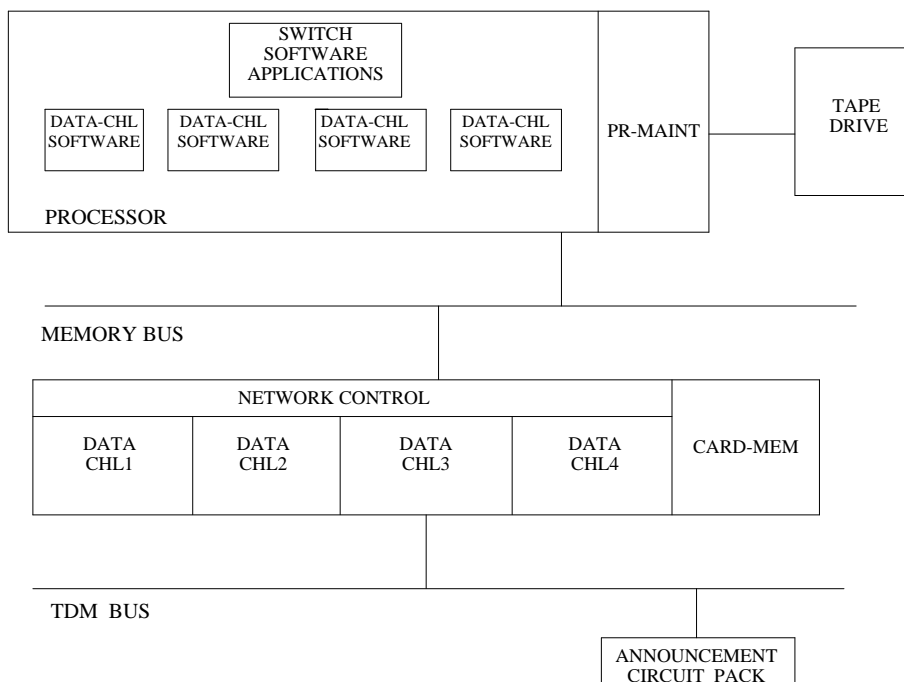 SWITCH
SOFTWARE
APPLICATIONS
DATA-CHL
SOFTWARE
DATA-CHL
SOFTWARE
DATA-CHL
SOFTWARE
DATA-CHL
SOFTWARE
PR-MAINT
TAPE
DRIVE
PROCESSOR
MEMORY BUS
NETWORK CONTROL
DATA
CHL1
DATA
CHL2
DATA
CHL3
DATA
CHL4
CARD-MEM
TDM BUS
ANNOUNCEMENT
CIRCUIT PACK